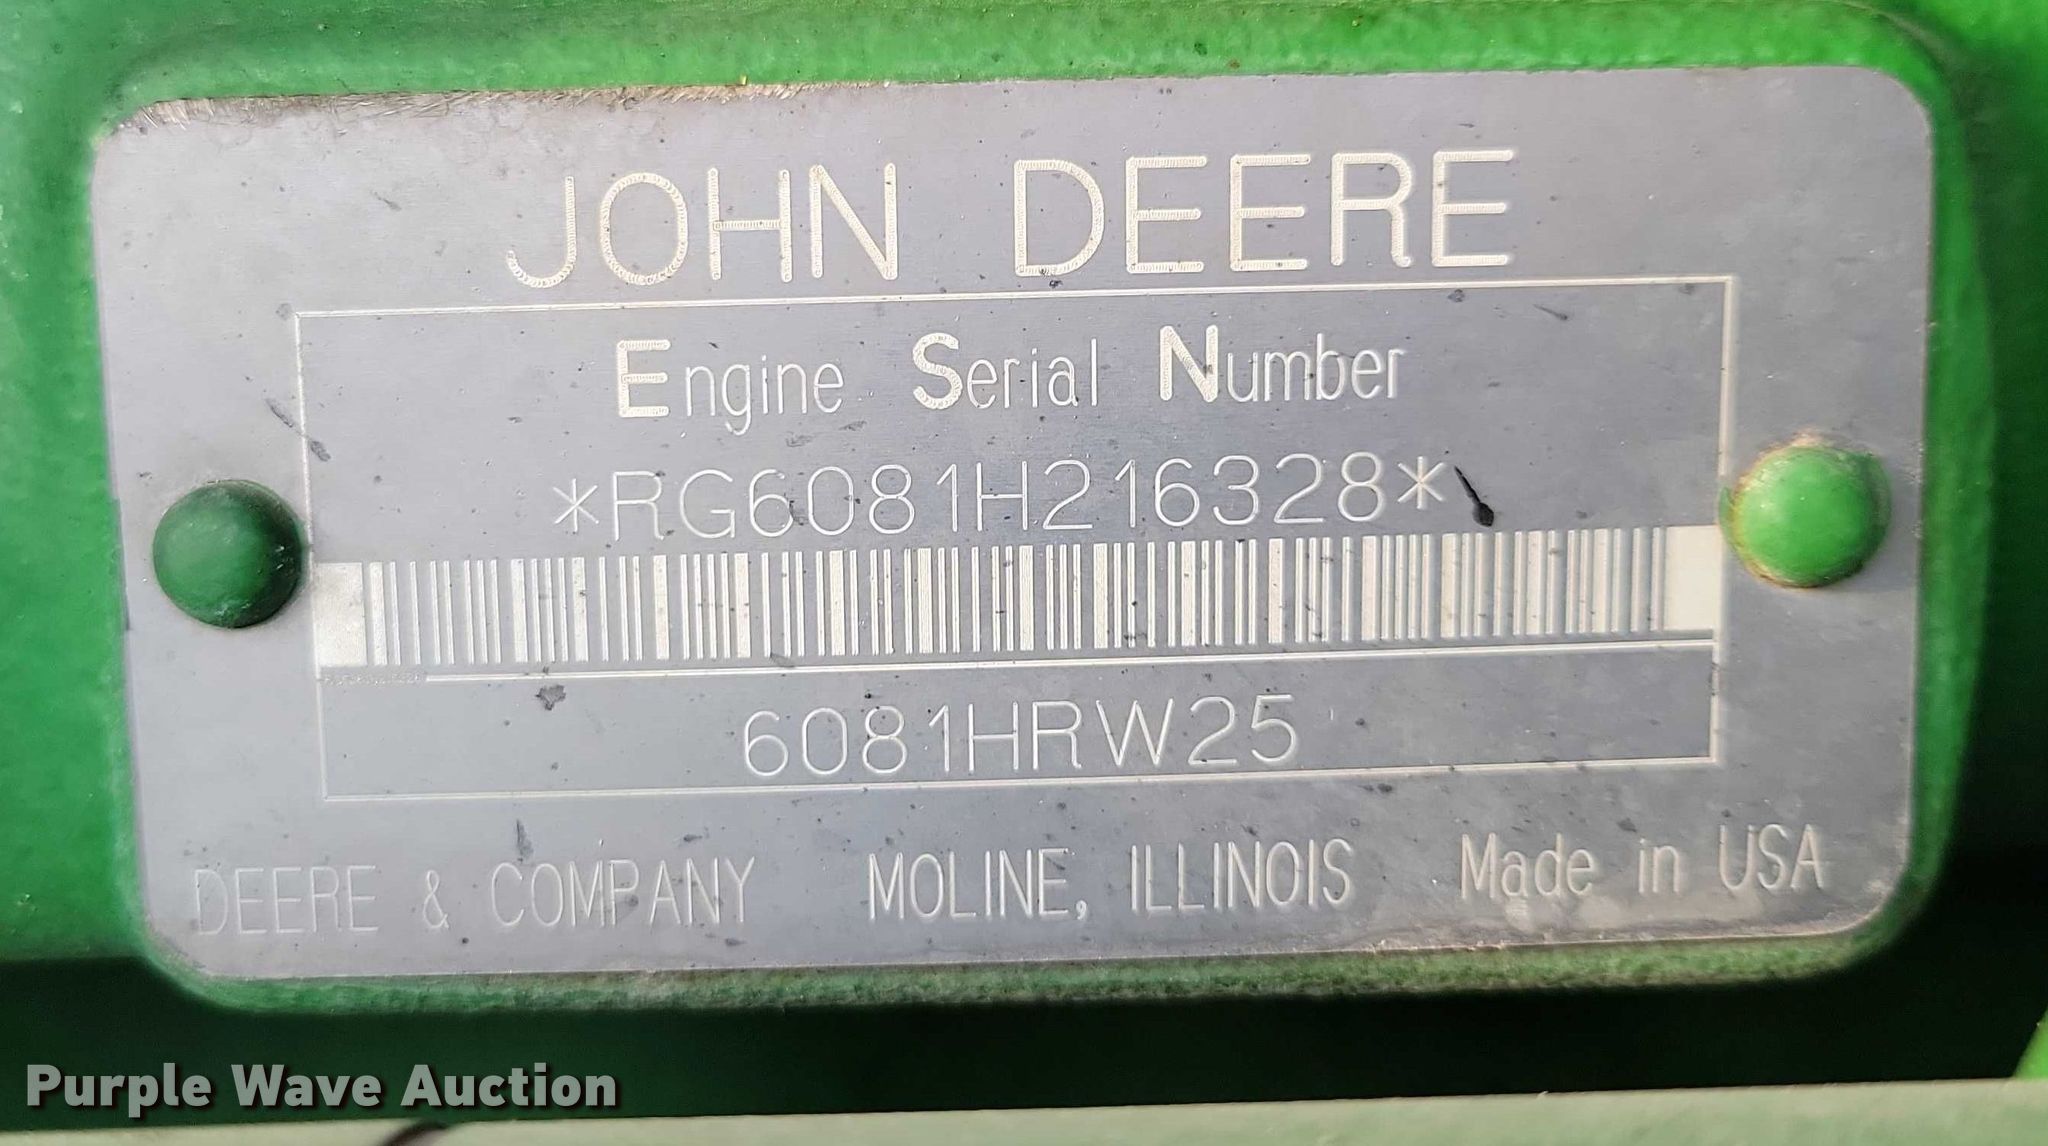 JOHN DEERE
Engine Serial Number
*RG6081H216328*
6081HRW25
DEERE & COMPANY MOLINE, ILLINOIS Made in USA
Purple Wave Auction